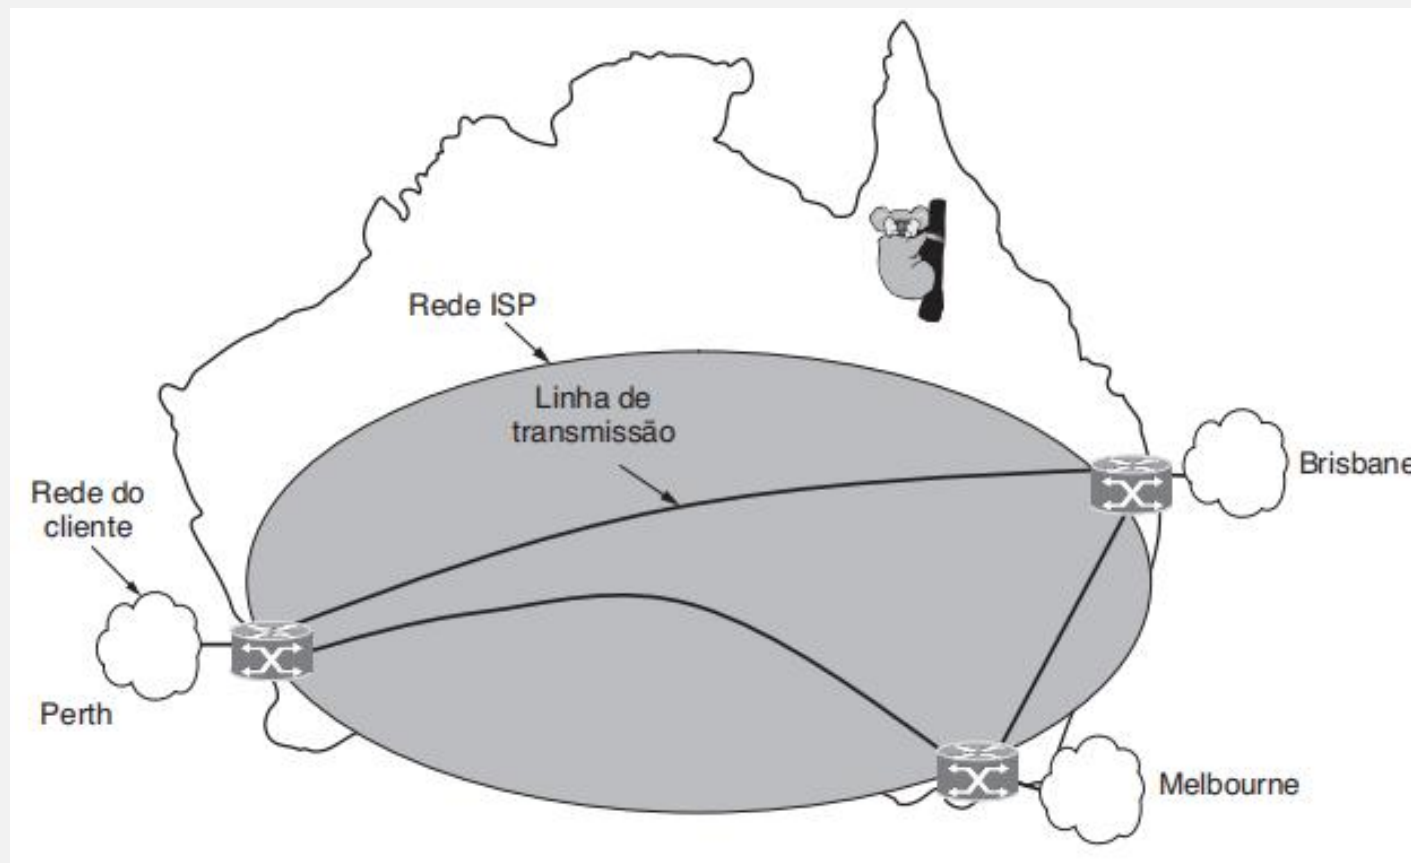 Rede ISP
Linha de
transmissão
Brisbane
Rede do
cliente
Perth
Melbourne